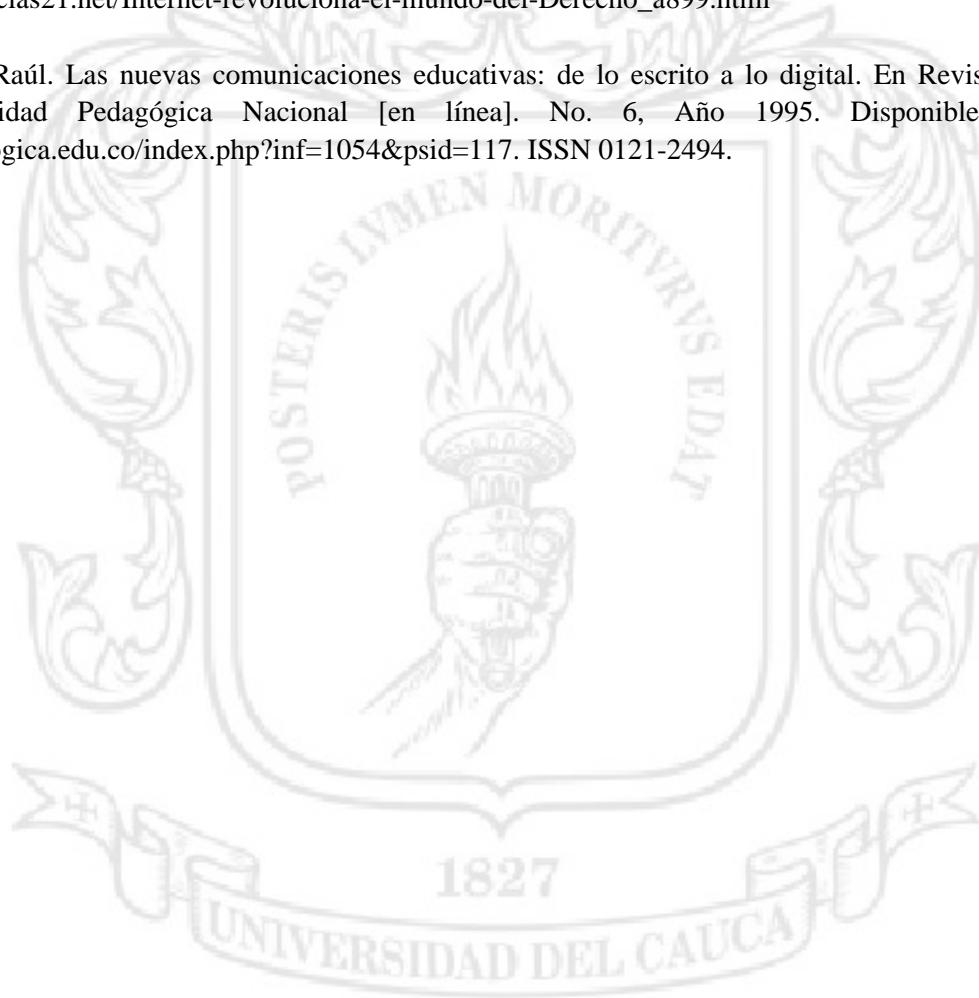 cias21.net/Internet-revoluciona-el-mundo-del-Derecho_a899.html
Raúl. Las nuevas comunicaciones educativas: de lo escrito a lo digital. En Revis
idad Pedagógica Nacional [en línea]. No. 6, Año 1995. Disponible
ógica.edu.co/index.php?inf=1054&psid=117. ISSN 0121-2494.
POSTERIS LVMEN MORITVRVS EDAT
1827
UNIVERSIDAD DEL CAUCA